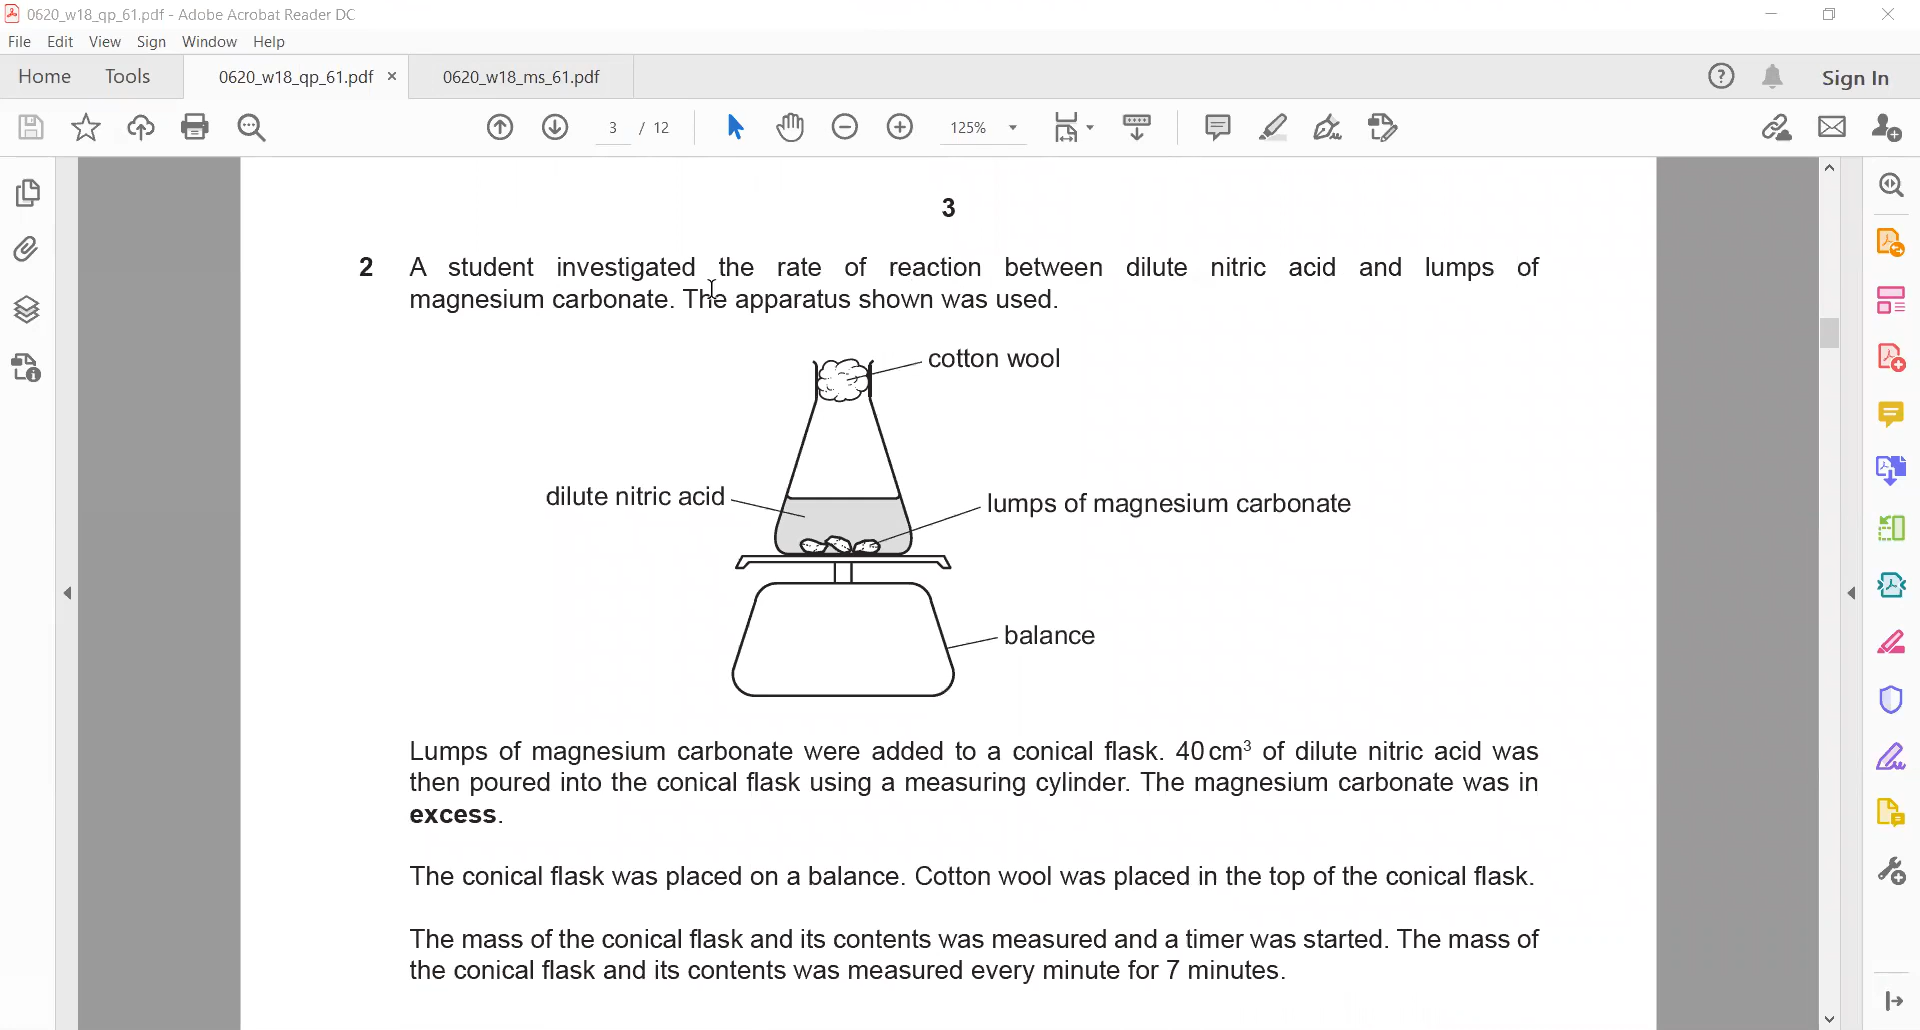 0620_w18_qp_61.pdf - Adobe Acrobat Reader DC
File Edit View Sign Window Help
Home Tools 0620_w18_qp_61.pdf × 0620_w18_ms_61.pdf Sign In
3 / 12 125%
3
2 A student investigated the rate of reaction between dilute nitric acid and lumps of
magnesium carbonate. The apparatus shown was used.
cotton wool
dilute nitric acid
lumps of magnesium carbonate
balance
Lumps of magnesium carbonate were added to a conical flask. 40 cm³ of dilute nitric acid was
then poured into the conical flask using a measuring cylinder. The magnesium carbonate was in
excess.
The conical flask was placed on a balance. Cotton wool was placed in the top of the conical flask.
The mass of the conical flask and its contents was measured and a timer was started. The mass of
the conical flask and its contents was measured every minute for 7 minutes.